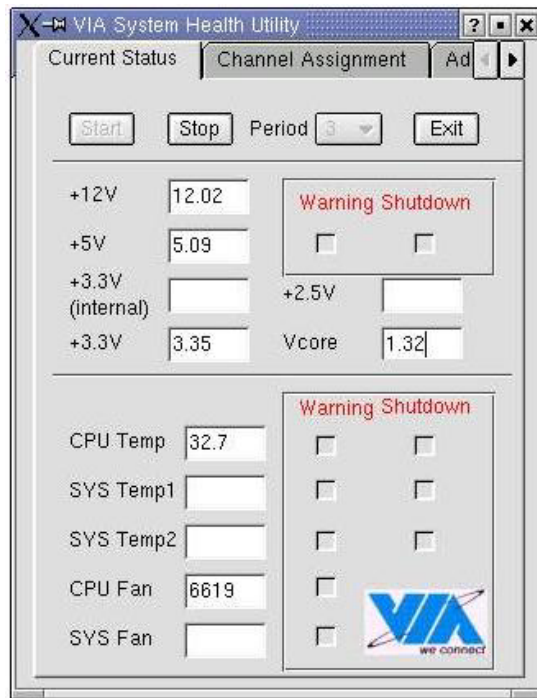 VIA System Health Utility
Current Status Channel Assignment Ad
Start Stop Period 3 Exit
+12V 12.02
Warning Shutdown
+5V 5.09
+3.3V
(internal)
+2.5V
+3.3V 3.35 Vcore 1.32
Warning Shutdown
CPU Temp 32.7
SYS Temp1
SYS Temp2
CPU Fan 6619
SYS Fan
VIA
we connect